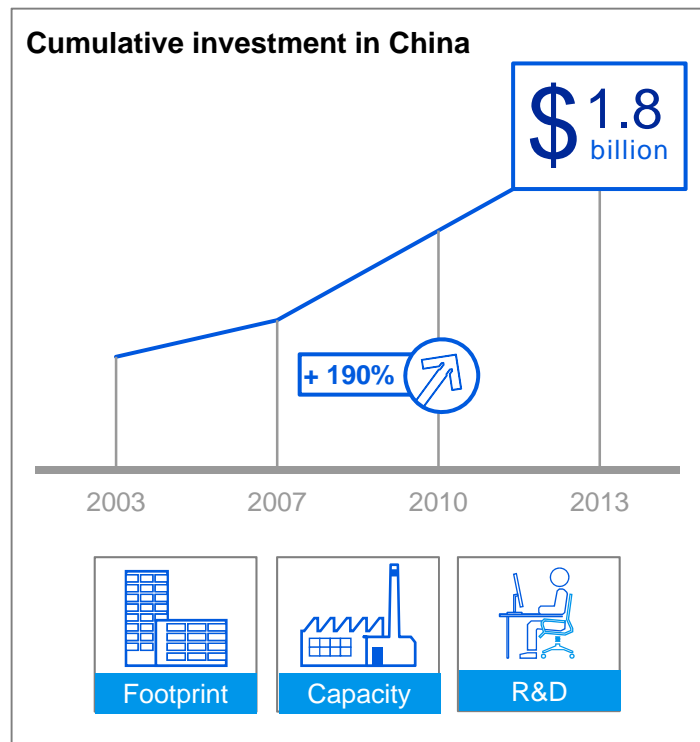 Cumulative investment in China
$ 1.8
billion
+ 190%
2003 2007 2010 2013
Footprint Capacity R&D